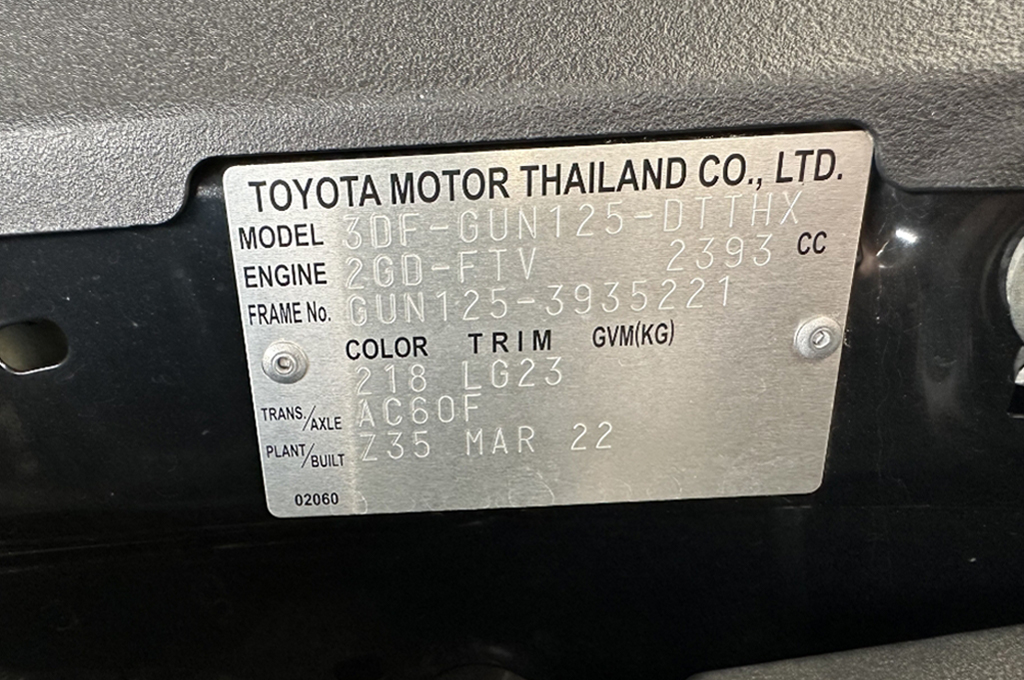 TOYOTA MOTOR THAILAND CO., LTD.
MODEL 3DF-GUN125-DTTHX
ENGINE 2GD-FTV 2393 CC
FRAME No. GUN125-3935221
COLOR TRIM GVM(KG)
218 LG23
TRANS./AXLE AC60F
PLANT/BUILT Z35 MAR 22
02060